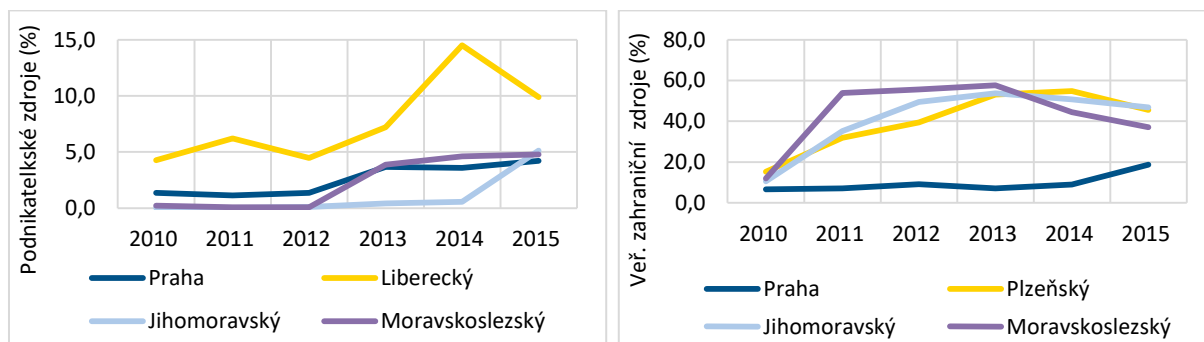 Podnikatelkské zdroje (%)
15,0
10,0
5,0
0,0
2010 2011 2012 2013 2014 2015
Praha Liberecký
Jihomoravský Moravskoslezský
Veř. zahraniční zdroje (%)
80,0
60,0
40,0
20,0
0,0
2010 2011 2012 2013 2014 2015
Praha Plzeňský
Jihomoravský Moravskoslezský